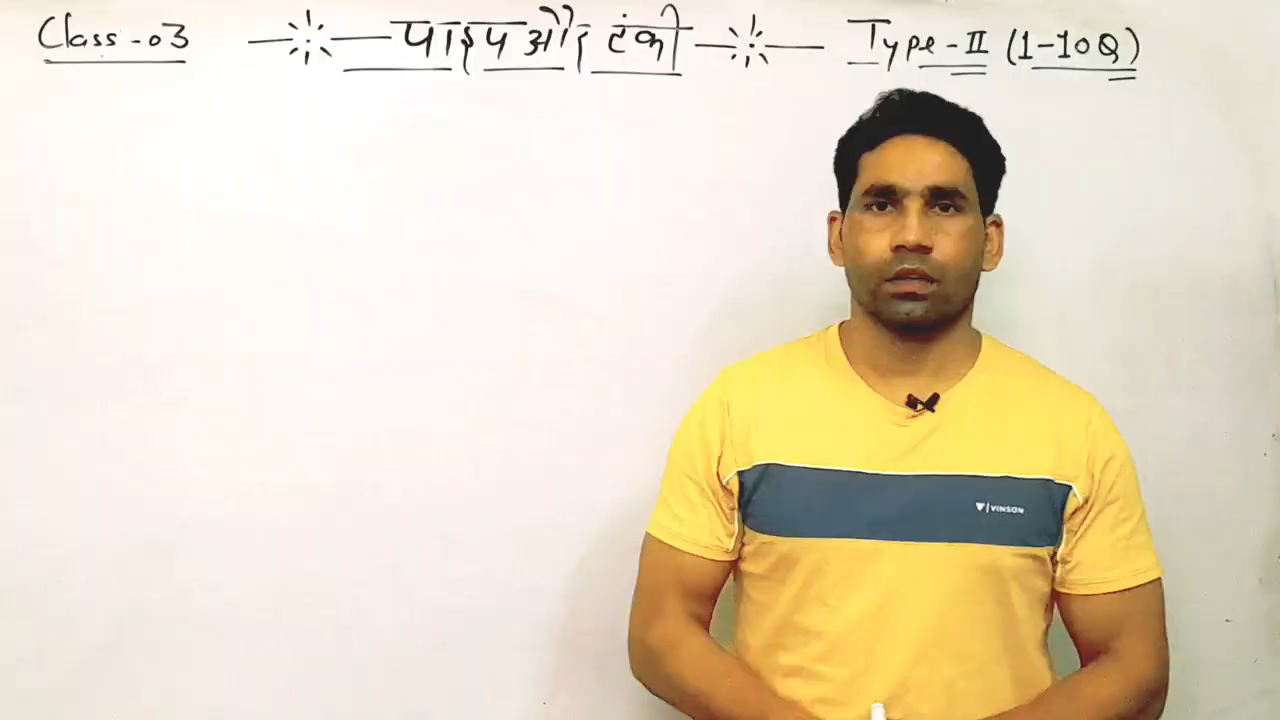 Class-03 पाइप और टंकी Type-II (1-10Q)
VINSON